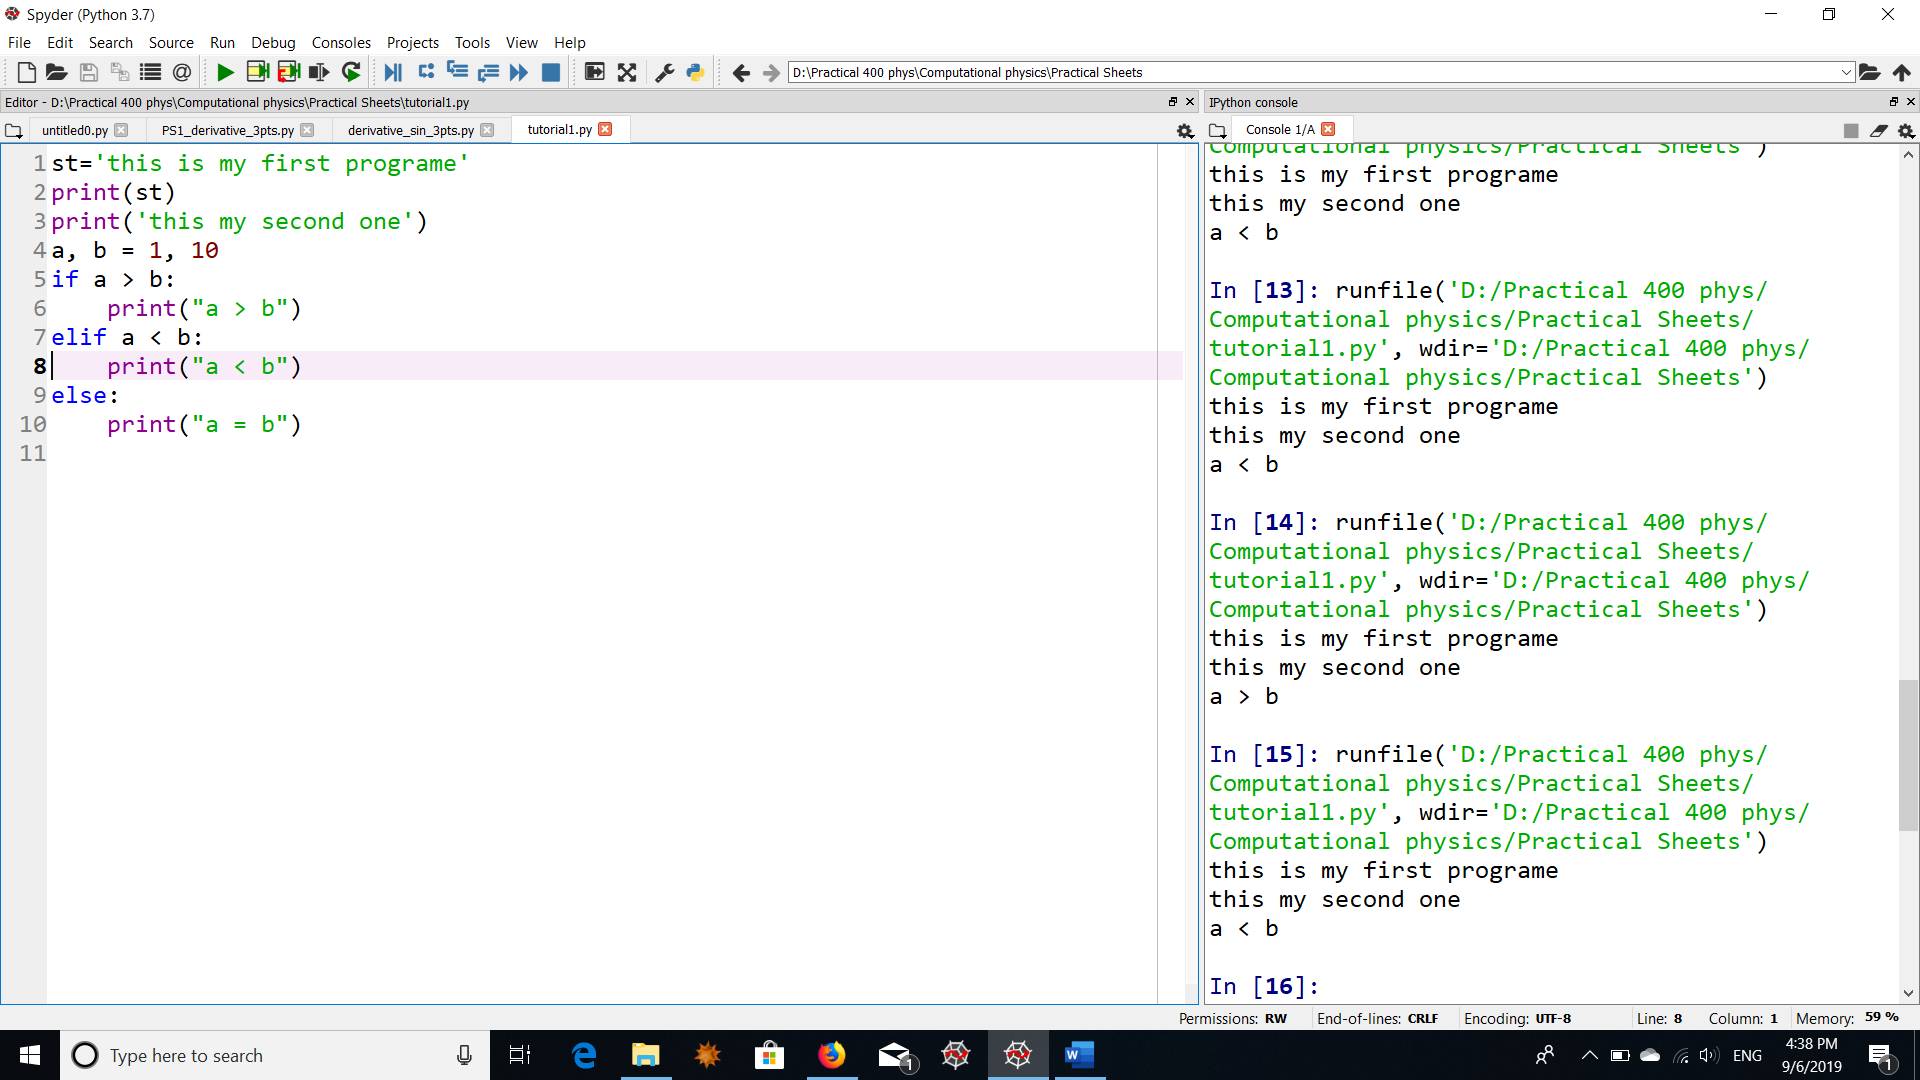 Spyder (Python 3.7)
File Edit Search Source Run Debug Consoles Projects Tools View Help
D:\Practical 400 phys\Computational physics\Practical Sheets
Editor - D:\Practical 400 phys\Computational physics\Practical Sheets\tutorial1.py
untitled0.py PS1_derivative_3pts.py derivative_sin_3pts.py tutorial1.py
1 st='this is my first programe'
2 print(st)
3 print('this my second one')
4 a, b = 1, 10
5 if a > b:
6     print("a > b")
7 elif a < b:
8     print("a < b")
9 else:
10     print("a = b")
11
IPython console
Console 1/A
Computational physics/Practical Sheets')
this is my first programe
this my second one
a < b
In [13]: runfile('D:/Practical 400 phys/
Computational physics/Practical Sheets/
tutorial1.py', wdir='D:/Practical 400 phys/
Computational physics/Practical Sheets')
this is my first programe
this my second one
a < b
In [14]: runfile('D:/Practical 400 phys/
Computational physics/Practical Sheets/
tutorial1.py', wdir='D:/Practical 400 phys/
Computational physics/Practical Sheets')
this is my first programe
this my second one
a > b
In [15]: runfile('D:/Practical 400 phys/
Computational physics/Practical Sheets/
tutorial1.py', wdir='D:/Practical 400 phys/
Computational physics/Practical Sheets')
this is my first programe
this my second one
a < b
In [16]:
Permissions: RW End-of-lines: CRLF Encoding: UTF-8 Line: 8 Column: 1 Memory: 59 %
Type here to search
1
W
ENG
4:38 PM
9/6/2019
1